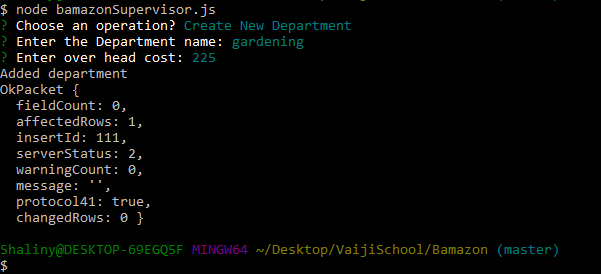 $ node bamazonSupervisor.js
? Choose an operation? Create New Department
? Enter the Department name: gardening
? Enter over head cost: 225
Added department
OkPacket {
  fieldCount: 0,
  affectedRows: 1,
  insertId: 111,
  serverStatus: 2,
  warningCount: 0,
  message: '',
  protocol41: true,
  changedRows: 0 }
Shaliny@DESKTOP-69EGQ5F MINGW64 ~/Desktop/VaijiSchool/Bamazon (master)
$